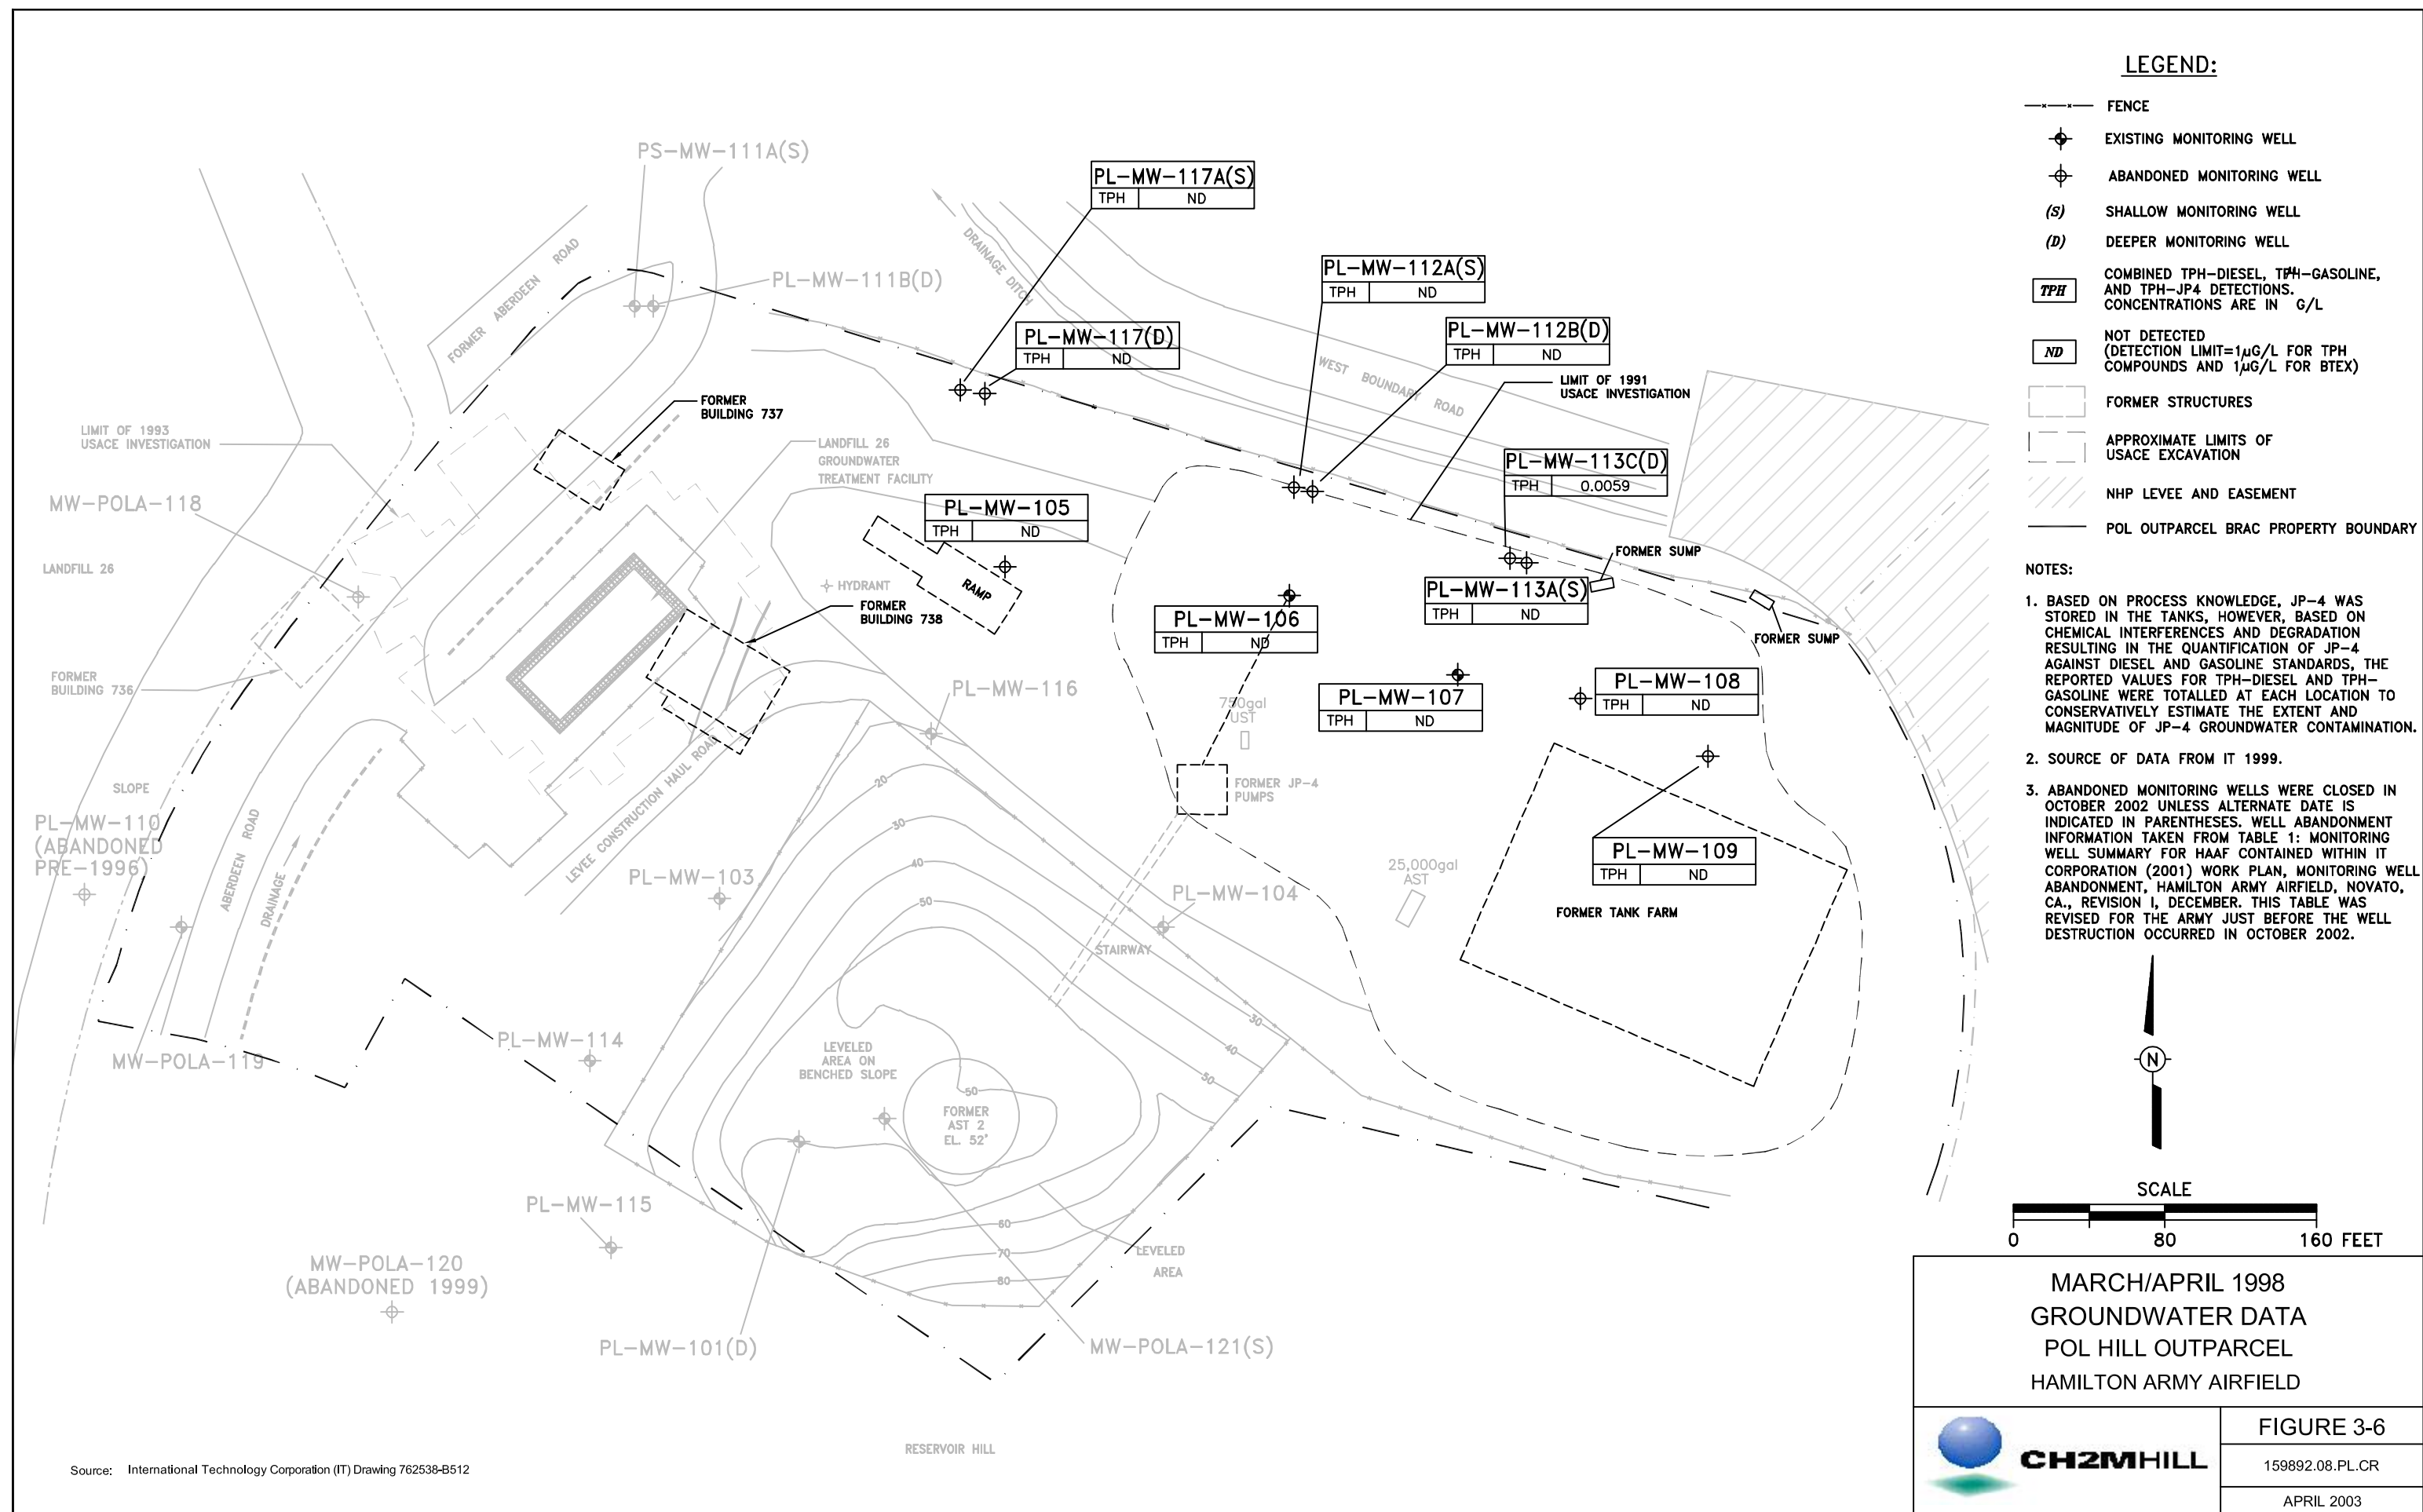 PS-MW-111A(S)
PL-MW-117A(S)
TPH ND
PL-MW-111B(D)
FORMER ABERDEEN ROAD
DRAINAGE DITCH
PL-MW-112A(S)
TPH ND
PL-MW-117(D)
TPH ND
PL-MW-112B(D)
TPH ND
WEST BOUNDARY ROAD
LIMIT OF 1991
USACE INVESTIGATION
FORMER
BUILDING 737
LIMIT OF 1993
USACE INVESTIGATION
LANDFILL 26
GROUNDWATER
TREATMENT FACILITY
PL-MW-113C(D)
TPH 0.0059
MW-POLA-118
PL-MW-105
TPH ND
LANDFILL 26
HYDRANT
RAMP
FORMER SUMP
FORMER
BUILDING 738
PL-MW-113A(S)
TPH ND
PL-MW-106
TPH ND
FORMER SUMP
FORMER
BUILDING 736
PL-MW-116
PL-MW-107
TPH ND
PL-MW-108
TPH ND
750gal
UST
SLOPE
LEVEE CONSTRUCTION HAUL ROAD
20
FORMER JP-4
PUMPS
PL-MW-110
(ABANDONED
PRE-1996)
ABERDEEN ROAD
DRAINAGE
30
40
50
PL-MW-103
PL-MW-104
25,000gal
AST
PL-MW-109
TPH ND
FORMER TANK FARM
STAIRWAY
30
40
50
MW-POLA-119
PL-MW-114
LEVELED
AREA ON
BENCHED SLOPE
50
FORMER
AST 2
EL. 52'
PL-MW-115
60
70
80
LEVELED
AREA
MW-POLA-120
(ABANDONED 1999)
PL-MW-101(D)
MW-POLA-121(S)
RESERVOIR HILL
Source: International Technology Corporation (IT) Drawing 762538-B512
LEGEND:
FENCE
EXISTING MONITORING WELL
ABANDONED MONITORING WELL
(S) SHALLOW MONITORING WELL
(D) DEEPER MONITORING WELL
TPH
COMBINED TPH-DIESEL, TPH-GASOLINE,
AND TPH-JP4 DETECTIONS.
CONCENTRATIONS ARE IN G/L
ND
NOT DETECTED
(DETECTION LIMIT=1µG/L FOR TPH
COMPOUNDS AND 1µG/L FOR BTEX)
FORMER STRUCTURES
APPROXIMATE LIMITS OF
USACE EXCAVATION
NHP LEVEE AND EASEMENT
POL OUTPARCEL BRAC PROPERTY BOUNDARY
NOTES:
1. BASED ON PROCESS KNOWLEDGE, JP-4 WAS
STORED IN THE TANKS, HOWEVER, BASED ON
CHEMICAL INTERFERENCES AND DEGRADATION
RESULTING IN THE QUANTIFICATION OF JP-4
AGAINST DIESEL AND GASOLINE STANDARDS, THE
REPORTED VALUES FOR TPH-DIESEL AND TPH-
GASOLINE WERE TOTALLED AT EACH LOCATION TO
CONSERVATIVELY ESTIMATE THE EXTENT AND
MAGNITUDE OF JP-4 GROUNDWATER CONTAMINATION.
2. SOURCE OF DATA FROM IT 1999.
3. ABANDONED MONITORING WELLS WERE CLOSED IN
OCTOBER 2002 UNLESS ALTERNATE DATE IS
INDICATED IN PARENTHESES. WELL ABANDONMENT
INFORMATION TAKEN FROM TABLE 1: MONITORING
WELL SUMMARY FOR HAAF CONTAINED WITHIN IT
CORPORATION (2001) WORK PLAN, MONITORING WELL
ABANDONMENT, HAMILTON ARMY AIRFIELD, NOVATO,
CA., REVISION I, DECEMBER. THIS TABLE WAS
REVISED FOR THE ARMY JUST BEFORE THE WELL
DESTRUCTION OCCURRED IN OCTOBER 2002.
N
SCALE
0 80 160 FEET
MARCH/APRIL 1998
GROUNDWATER DATA
POL HILL OUTPARCEL
HAMILTON ARMY AIRFIELD
CH2MHILL
FIGURE 3-6
159892.08.PL.CR
APRIL 2003